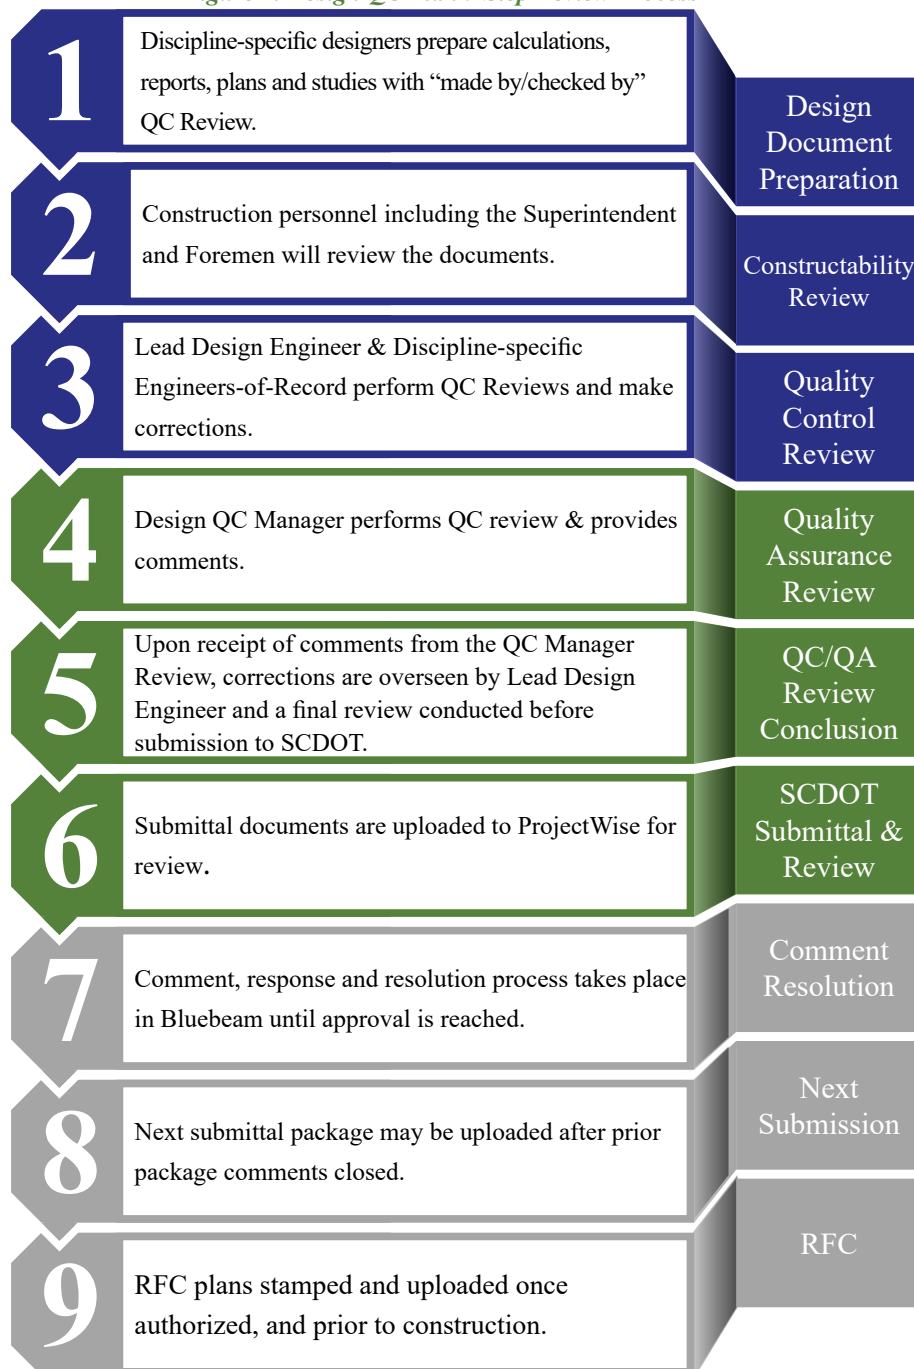 1
Discipline-specific designers prepare calculations,
reports, plans and studies with “made by/checked by”
QC Review.
Design
Document
Preparation
2
Construction personnel including the Superintendent
and Foremen will review the documents.
Constructability
Review
3
Lead Design Engineer & Discipline-specific
Engineers-of-Record perform QC Reviews and make
corrections.
Quality
Control
Review
4
Design QC Manager performs QC review & provides
comments.
Quality
Assurance
Review
5
Upon receipt of comments from the QC Manager
Review, corrections are overseen by Lead Design
Engineer and a final review conducted before
submission to SCDOT.
QC/QA
Review
Conclusion
6
Submittal documents are uploaded to ProjectWise for
review.
SCDOT
Submittal &
Review
7
Comment, response and resolution process takes place
in Bluebeam until approval is reached.
Comment
Resolution
8
Next submittal package may be uploaded after prior
package comments closed.
Next
Submission
9
RFC plans stamped and uploaded once
authorized, and prior to construction.
RFC